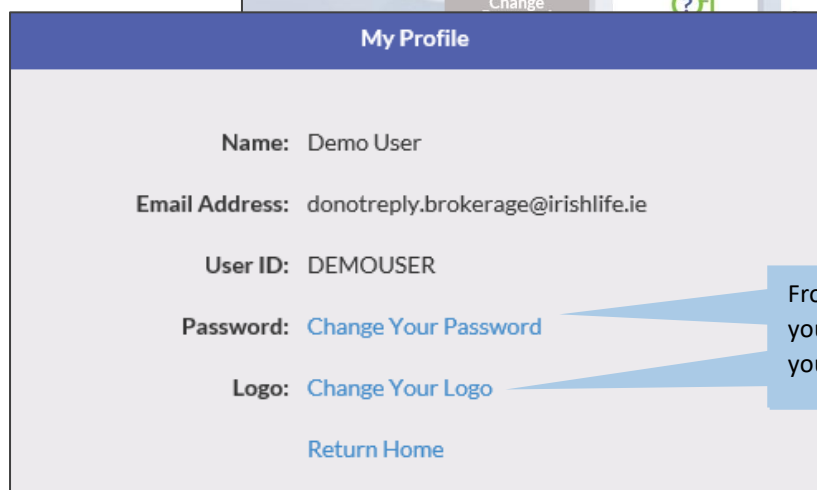 Change
My Profile
Name: Demo User
Email Address: donotreply.brokerage@irishlife.ie
User ID: DEMOUSER
Password: Change Your Password
Logo: Change Your Logo
Return Home